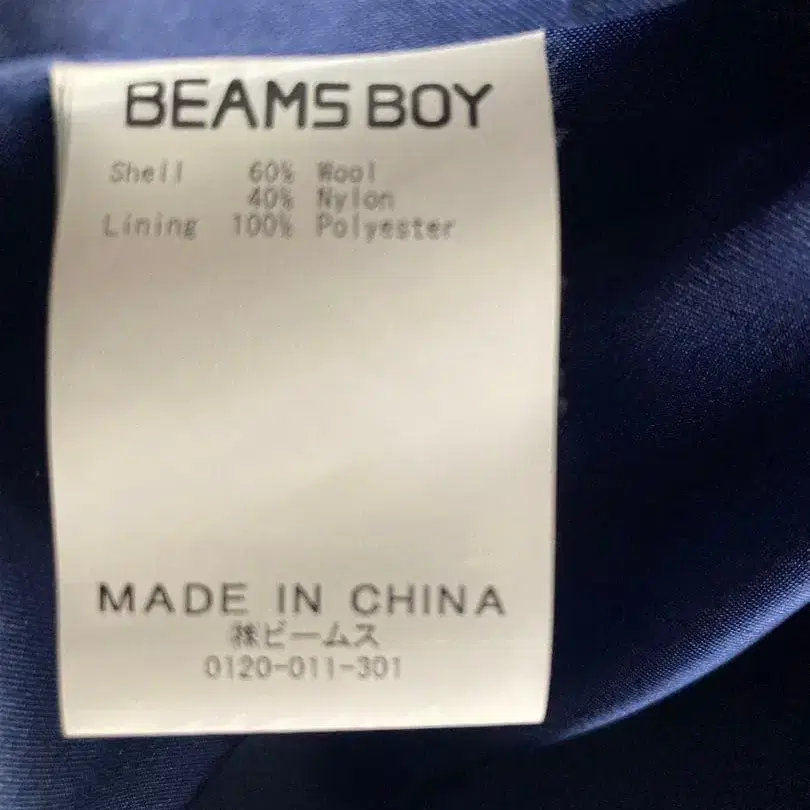 BEAMS BOY
Shell 60% Wool
40% Nylon
Lining 100% Polyester
MADE IN CHINA
㈱ビームス
0120-011-301